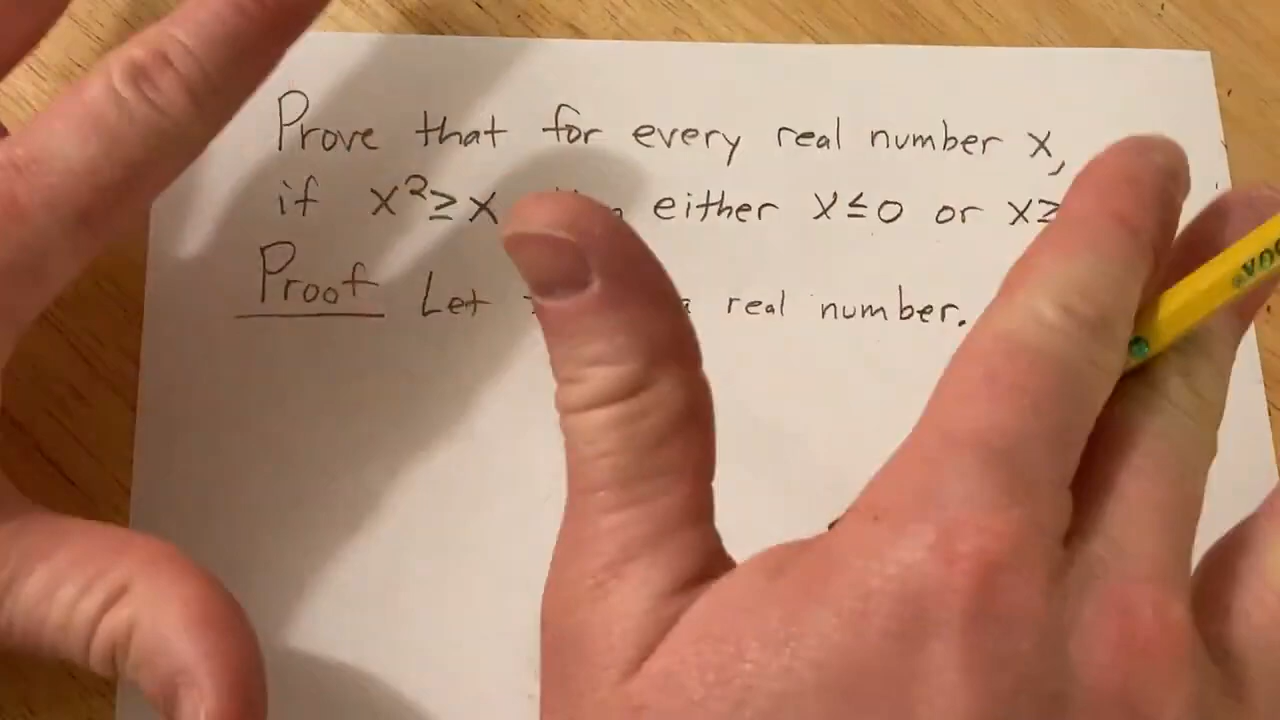 Prove that for every real number x,
if x²≥x either x≤0 or x≥
Proof Let real number.